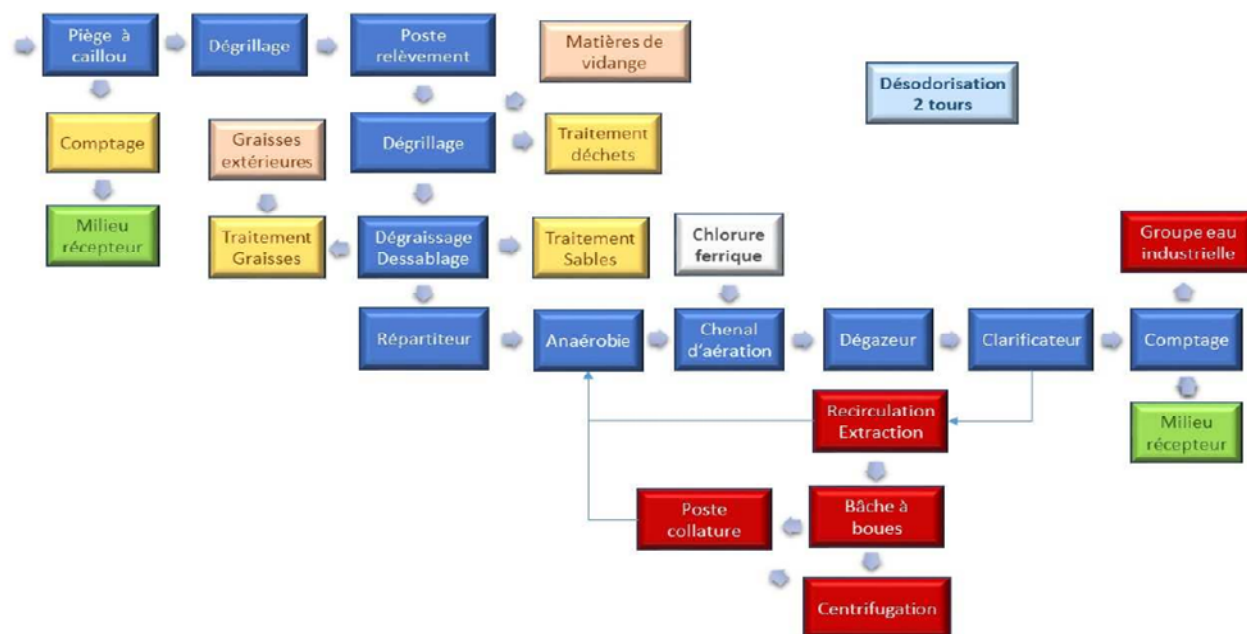 Piège à
caillou
Dégrillage
Poste
relèvement
Matières de
vidange
Désodorisation
2 tours
Comptage
Graisses
extérieures
Dégrillage
Traitement
déchets
Milieu
récepteur
Traitement
Graisses
Dégraissage
Dessablage
Traitement
Sables
Chlorure
ferrique
Groupe eau
industrielle
Répartiteur
Anaérobie
Chenal
d'aération
Dégazeur
Clarificateur
Comptage
Recirculation
Extraction
Milieu
récepteur
Poste
collature
Bâche à
boues
Centrifugation